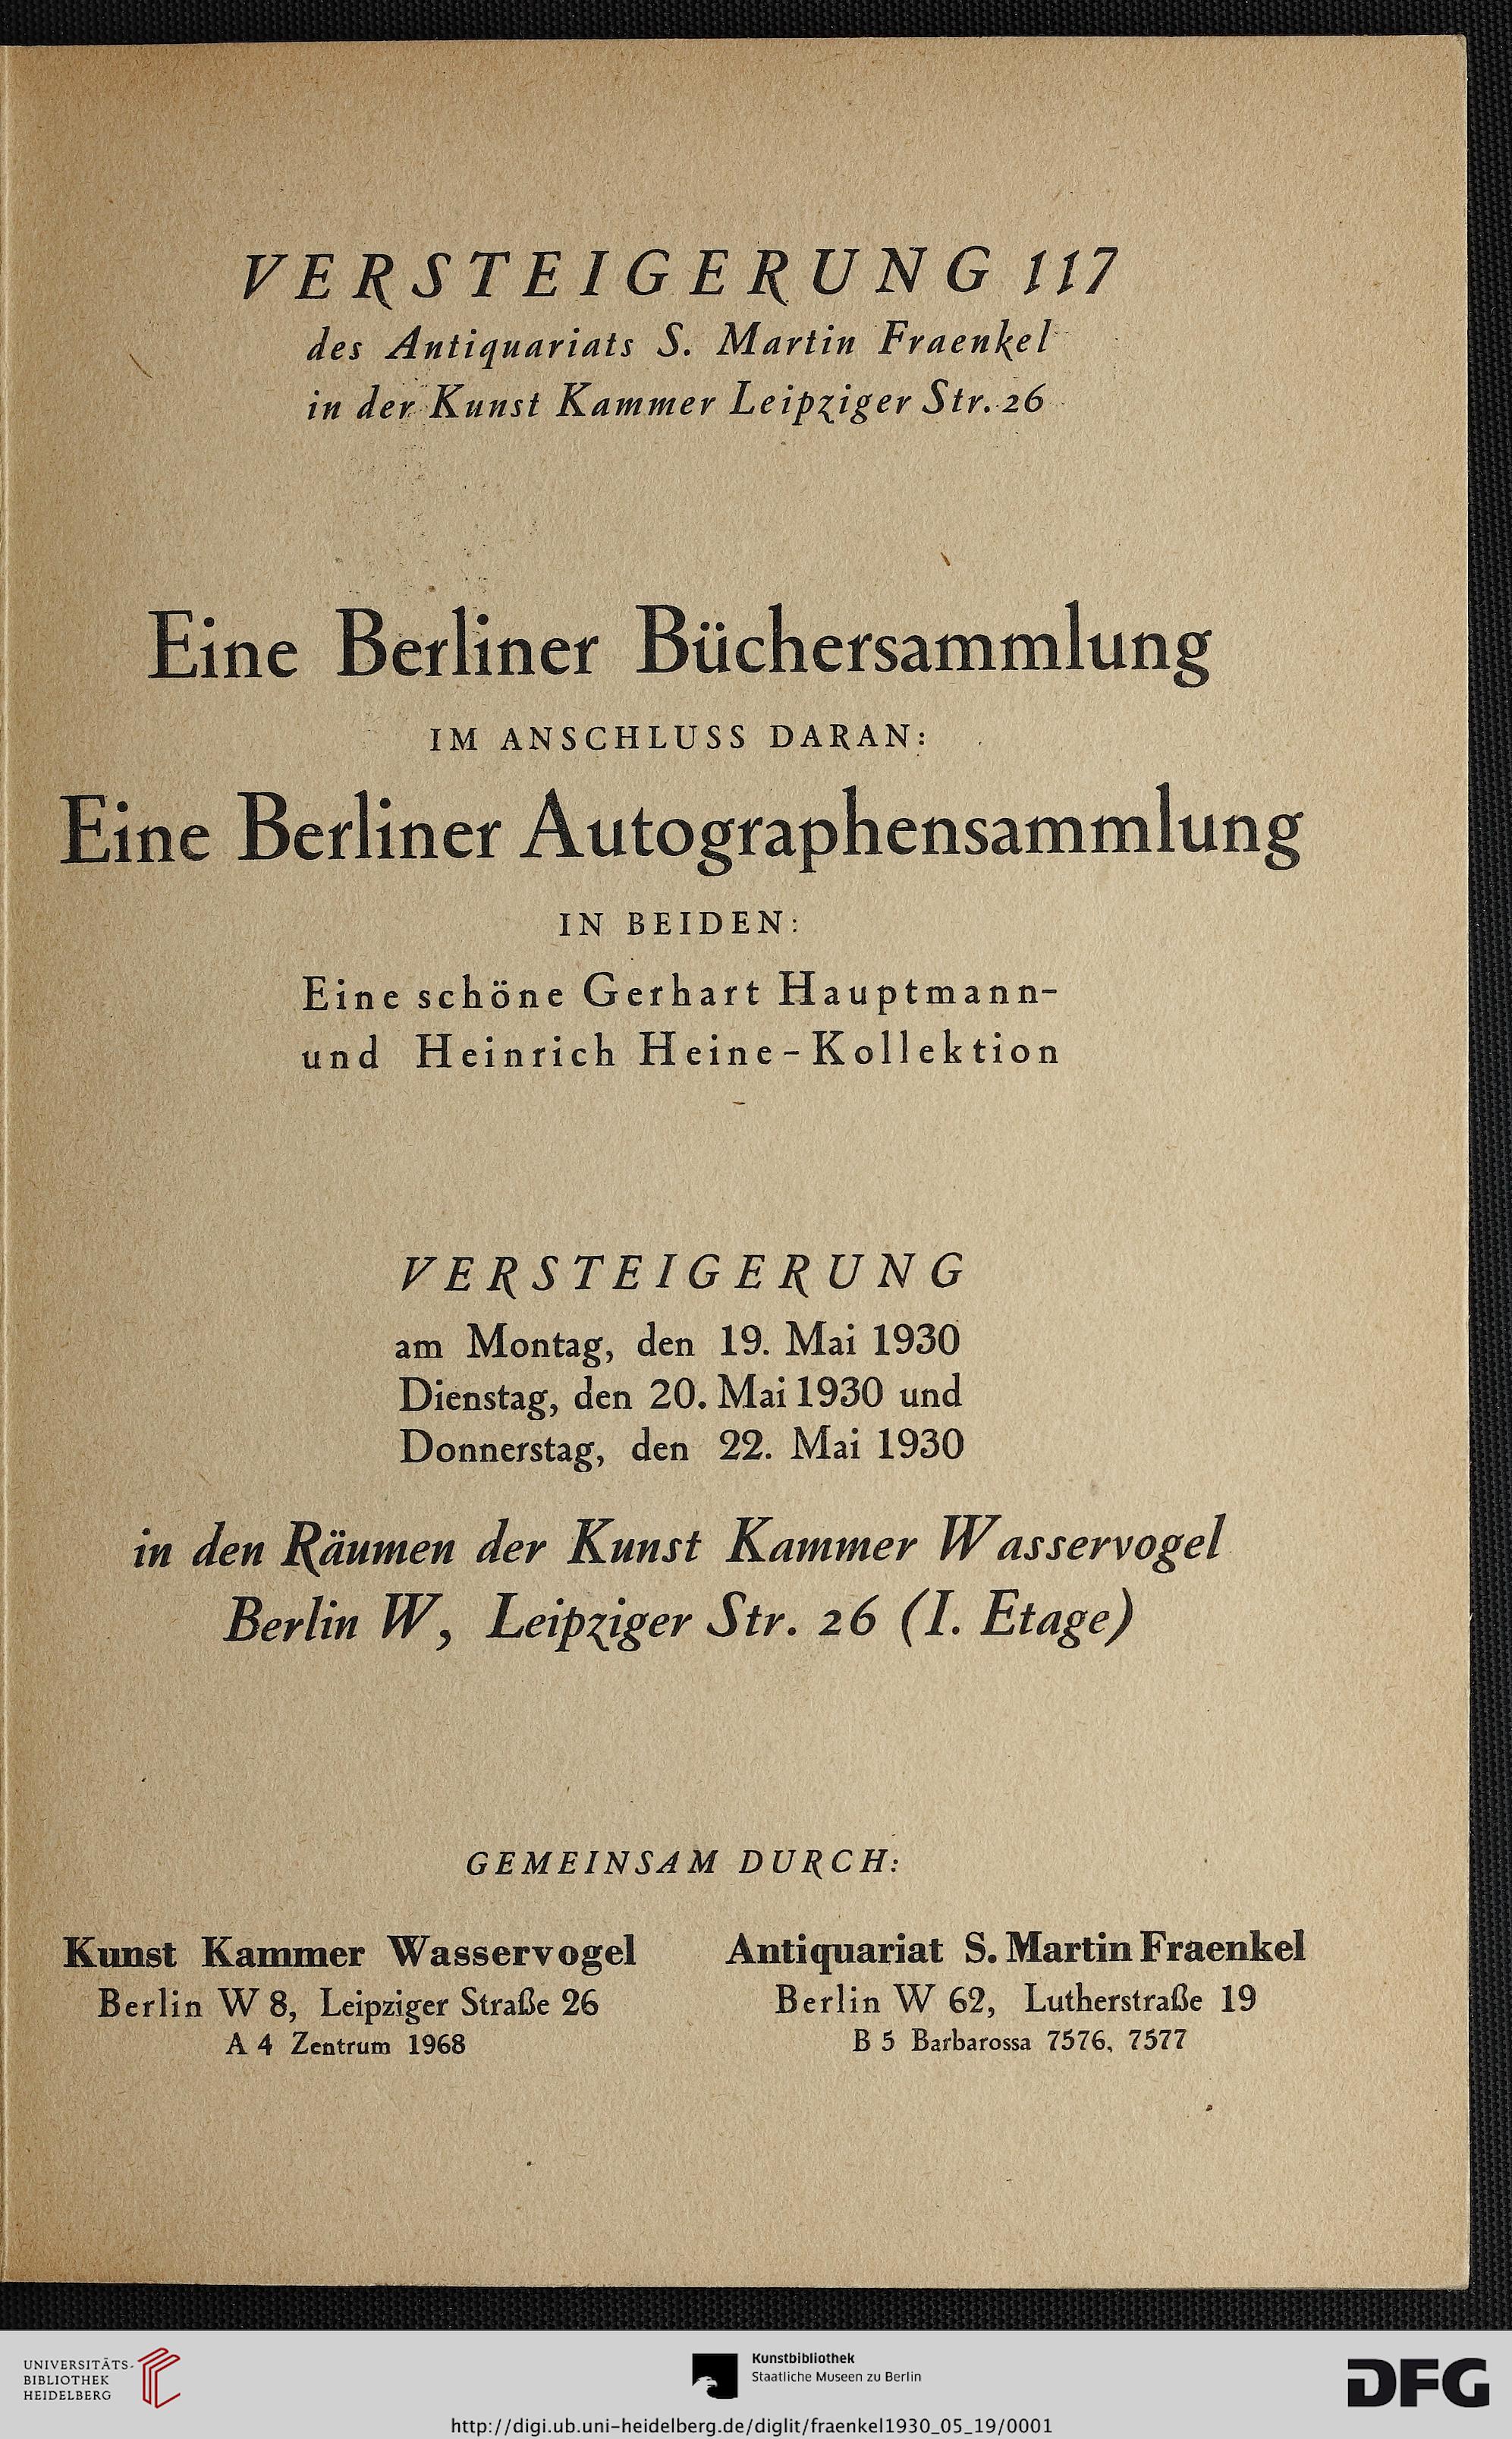 VERSTEIGERUNG 117
des Antiquariats S. Martin Fraenkel
in der Kunst Kammer Leipziger Str. 26
Eine Berliner Büchersammlung
IM ANSCHLUSS DARAN:
Eine Berliner Autographensammlung
IN BEIDEN:
Eine schöne Gerhart Hauptmann-
und Heinrich Heine-Kollektion
VERSTEIGERUNG
am Montag, den 19. Mai 1930
Dienstag, den 20. Mai 1930 und
Donnerstag, den 22. Mai 1930
in den Räumen der Kunst Kammer Wasservogel
Berlin W, Leipziger Str. 26 (I. Etage)
GEMEINSAM DURCH:
Kunst Kammer Wasservogel
Berlin W 8, Leipziger Straße 26
A 4 Zentrum 1968
Antiquariat S. Martin Fraenkel
Berlin W 62, Lutherstraße 19
B 5 Barbarossa 7576, 7577
UNIVERSITÄTS-
BIBLIOTHEK
HEIDELBERG
Kunstbibliothek
Staatliche Museen zu Berlin
DFG
http://digi.ub.uni-heidelberg.de/diglit/fraenkel1930_05_19/0001